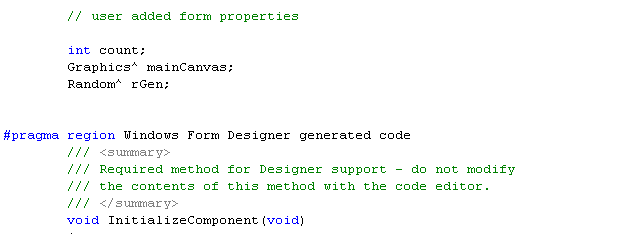 // user added form properties
int count;
Graphics^ mainCanvas;
Random^ rGen;
#pragma region Windows Form Designer generated code
/// <summary>
/// Required method for Designer support - do not modify
/// the contents of this method with the code editor.
/// </summary>
void InitializeComponent(void)